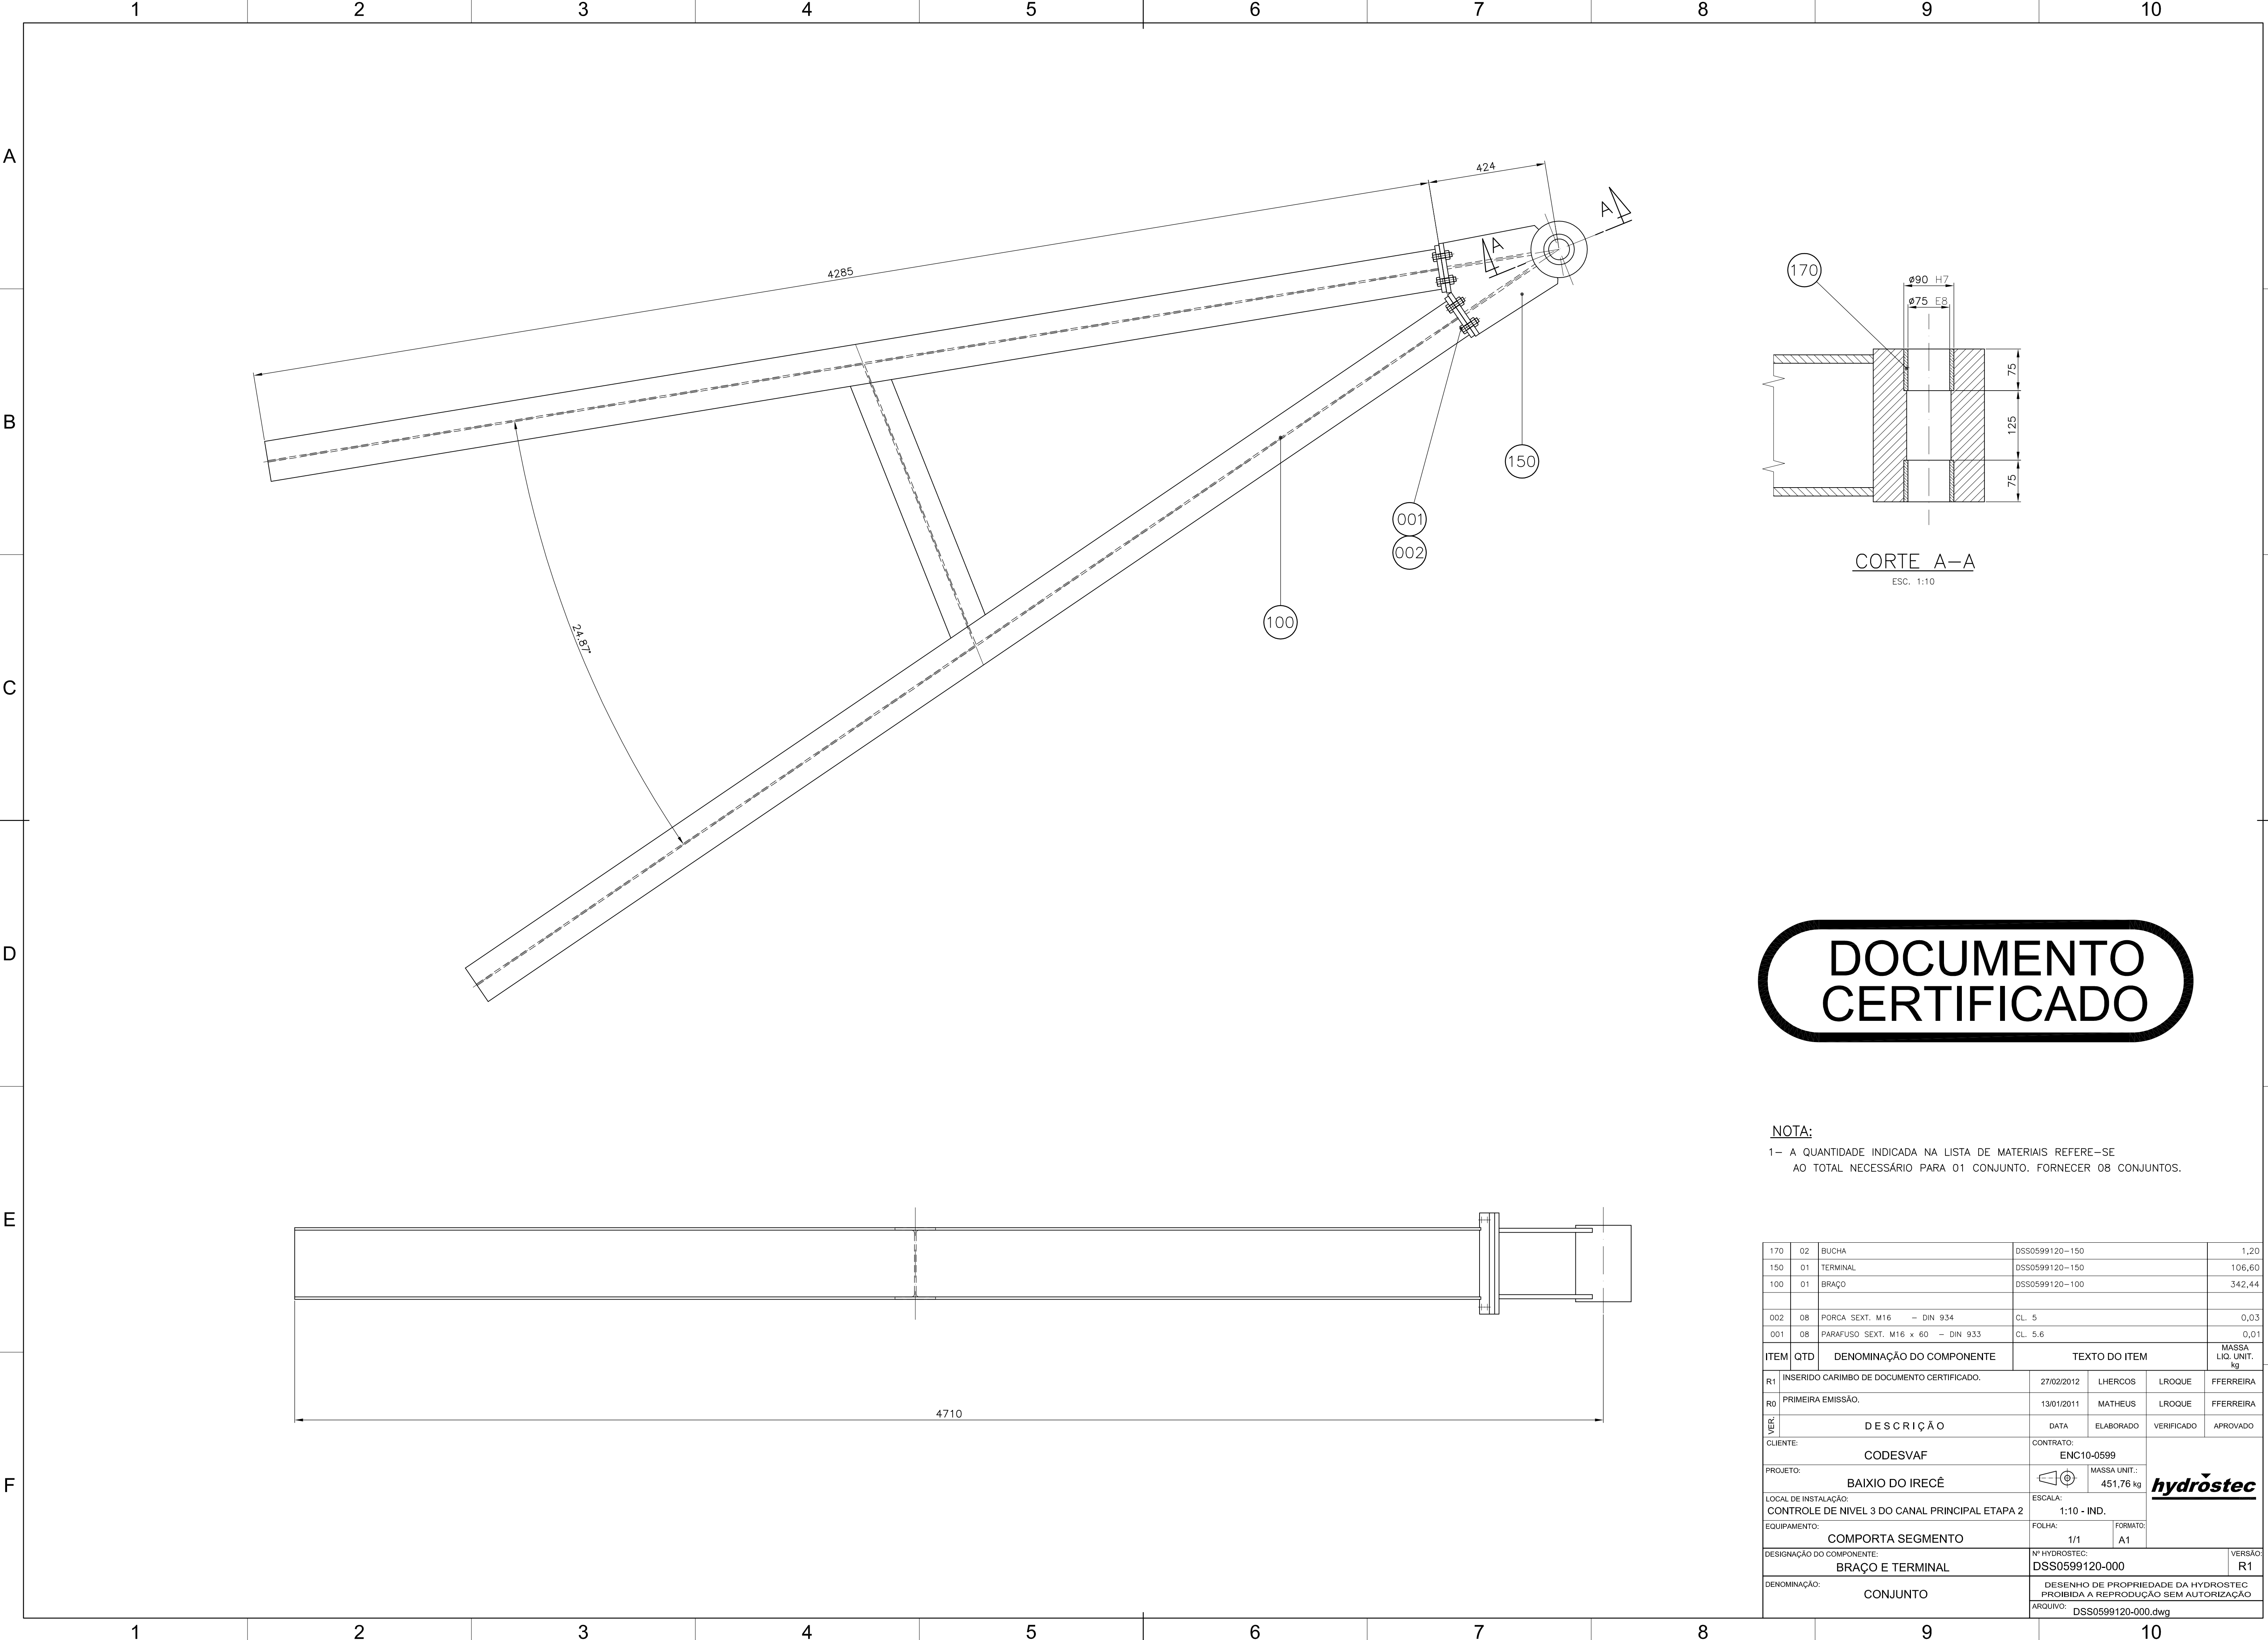 1 2 3 4 5 6 7 8 9 10
A
B
C
D
E
F
4285
424
A
A
24.87°
100
001
002
150
170
ø90 H7
ø75 E8
75
125
75
CORTE A-A
ESC. 1:10
DOCUMENTO
CERTIFICADO
NOTA:
1- A QUANTIDADE INDICADA NA LISTA DE MATERIAIS REFERE-SE
AO TOTAL NECESSÁRIO PARA 01 CONJUNTO. FORNECER 08 CONJUNTOS.
4710
170 02 BUCHA DSS0599120-150 1,20
150 01 TERMINAL DSS0599120-150 106,60
100 01 BRAÇO DSS0599120-100 342,44
002 08 PORCA SEXT. M16 - DIN 934 CL. 5 0,03
001 08 PARAFUSO SEXT. M16 x 60 - DIN 933 CL. 5.6 0,01
ITEM QTD DENOMINAÇÃO DO COMPONENTE TEXTO DO ITEM MASSA LIQ. UNIT. kg
R1 INSERIDO CARIMBO DE DOCUMENTO CERTIFICADO. 27/02/2012 LHERCOS LROQUE FFERREIRA
R0 PRIMEIRA EMISSÃO. 13/01/2011 MATHEUS LROQUE FFERREIRA
VER. DESCRIÇÃO DATA ELABORADO VERIFICADO APROVADO
CLIENTE: CODESVAF
CONTRATO: ENC10-0599
PROJETO: BAIXIO DO IRECÊ
MASSA UNIT.: 451,76 kg
hydrostec
LOCAL DE INSTALAÇÃO:
CONTROLE DE NIVEL 3 DO CANAL PRINCIPAL ETAPA 2
ESCALA: 1:10 - IND.
EQUIPAMENTO: COMPORTA SEGMENTO
FOLHA: 1/1
FORMATO: A1
DESIGNAÇÃO DO COMPONENTE:
BRAÇO E TERMINAL
Nº HYDROSTEC: DSS0599120-000
VERSÃO: R1
DENOMINAÇÃO: CONJUNTO
DESENHO DE PROPRIEDADE DA HYDROSTEC
PROIBIDA A REPRODUÇÃO SEM AUTORIZAÇÃO
ARQUIVO: DSS0599120-000.dwg
1 2 3 4 5 6 7 8 9 10